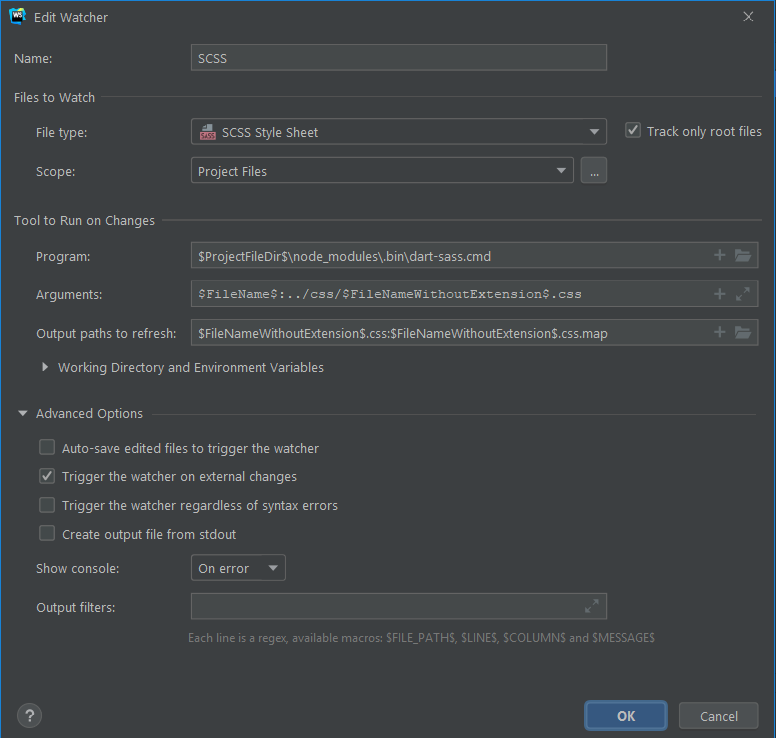 WS Edit Watcher
Name: SCSS
Files to Watch
File type: SASS SCSS Style Sheet Track only root files
Scope: Project Files ...
Tool to Run on Changes
Program: $ProjectFileDir$\node_modules\.bin\dart-sass.cmd
Arguments: $FileName$:../css/$FileNameWithoutExtension$.css
Output paths to refresh: $FileNameWithoutExtension$.css:$FileNameWithoutExtension$.css.map
Working Directory and Environment Variables
Advanced Options
Auto-save edited files to trigger the watcher
Trigger the watcher on external changes
Trigger the watcher regardless of syntax errors
Create output file from stdout
Show console: On error
Output filters:
Each line is a regex, available macros: $FILE_PATH$, $LINE$, $COLUMN$ and $MESSAGE$
? OK Cancel